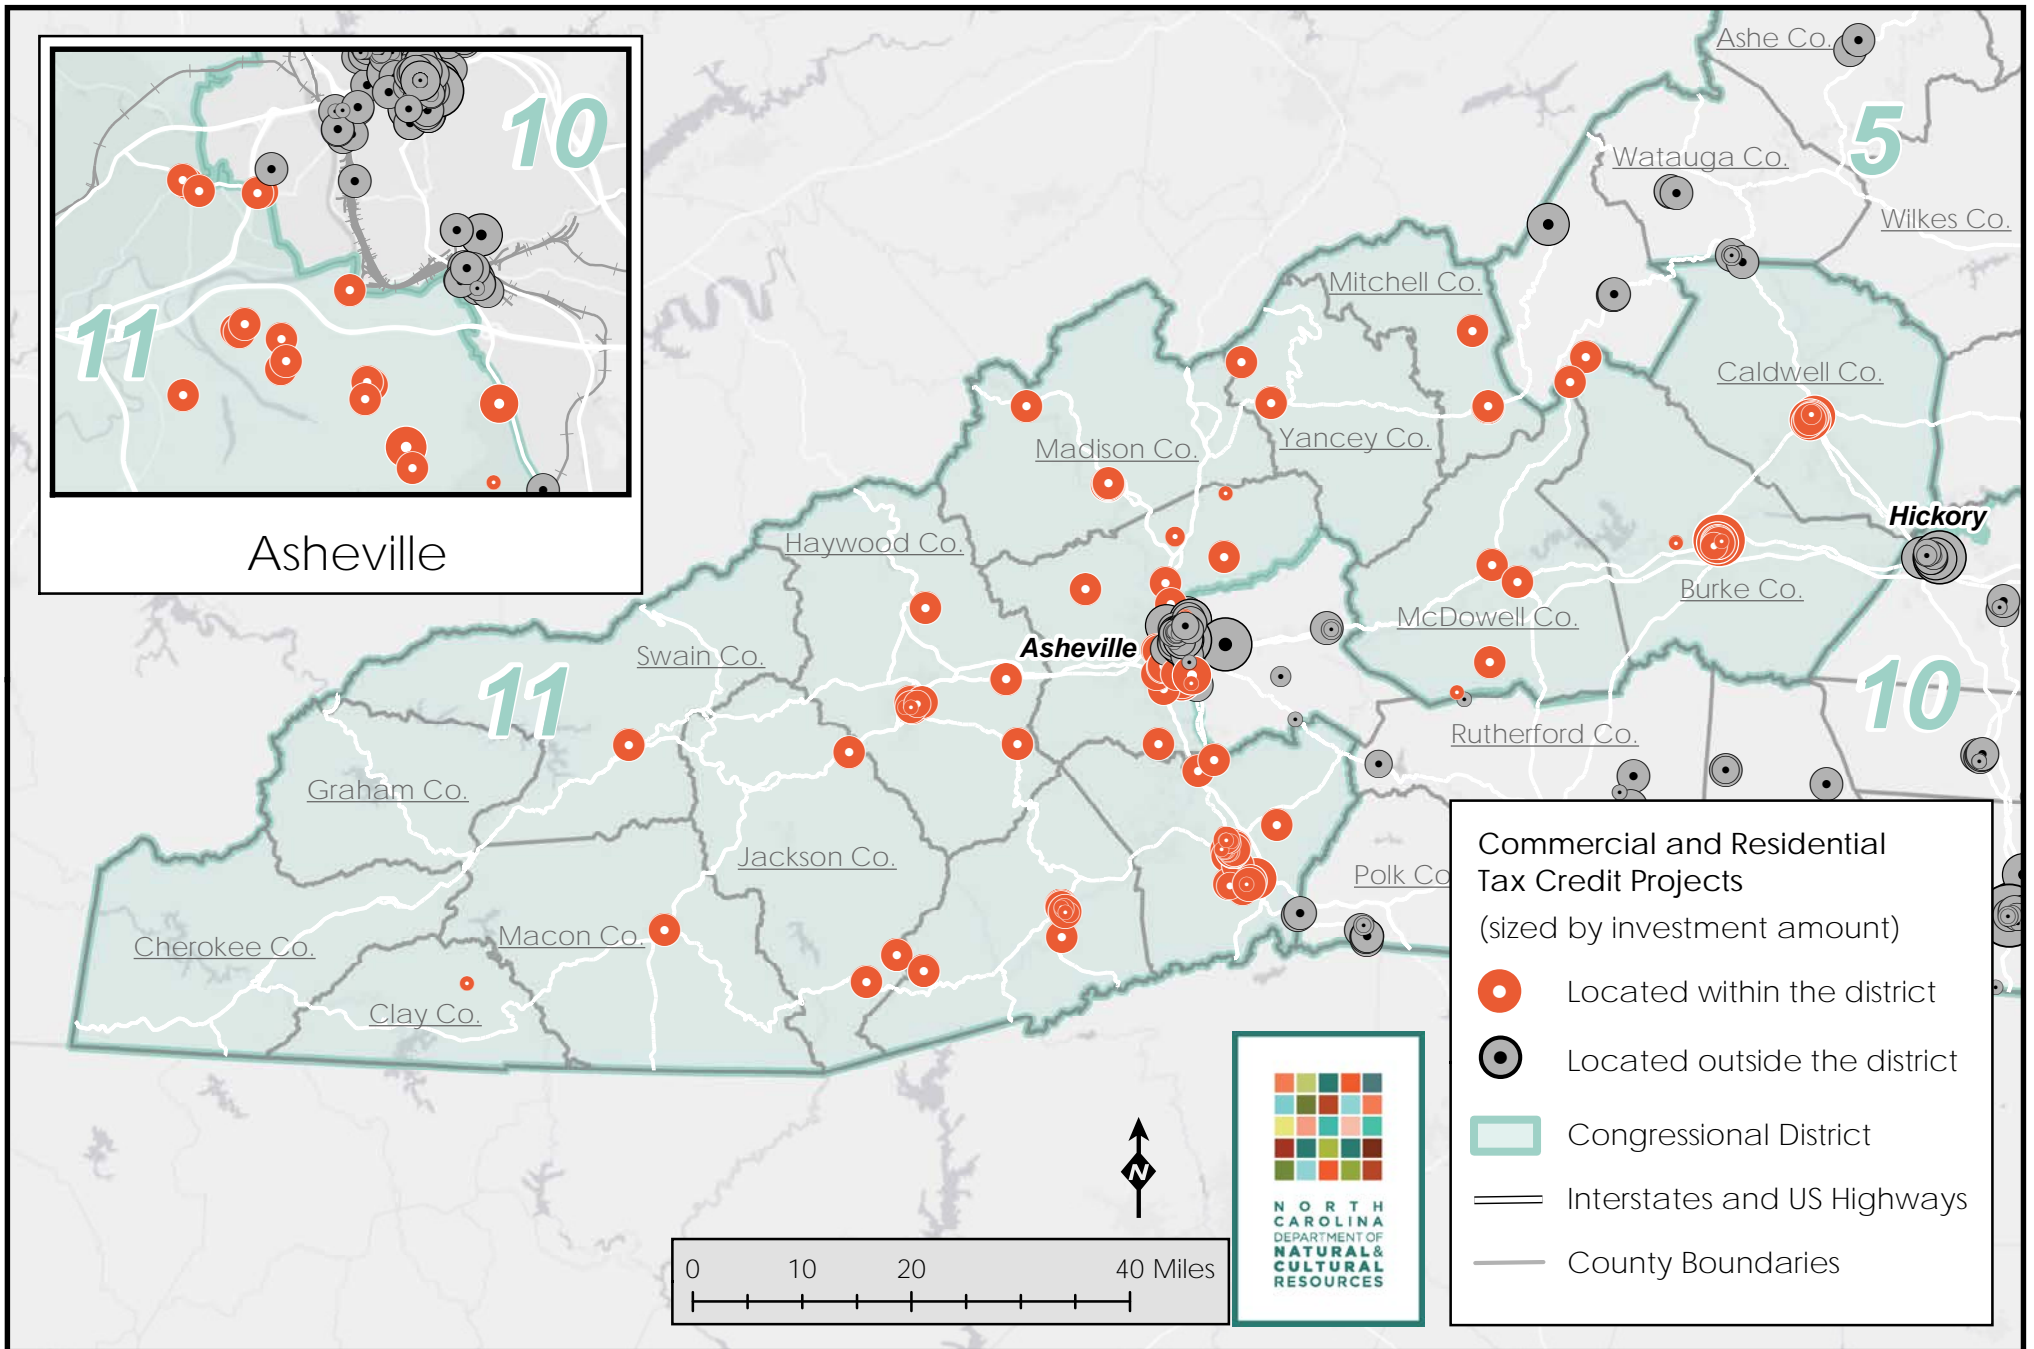 10
11
Asheville
Ashe Co.
5
Watauga Co.
Wilkes Co.
Mitchell Co.
Caldwell Co.
Yancey Co.
Madison Co.
Hickory
Haywood Co.
Burke Co.
McDowell Co.
Asheville
Swain Co.
11
10
Rutherford Co.
Graham Co.
Jackson Co.
Polk Co
Cherokee Co.
Macon Co.
Clay Co.
Commercial and Residential
Tax Credit Projects
(sized by investment amount)
Located within the district
Located outside the district
Congressional District
Interstates and US Highways
County Boundaries
N
NORTH
CAROLINA
DEPARTMENT OF
NATURAL &
CULTURAL
RESOURCES
0 10 20 40 Miles